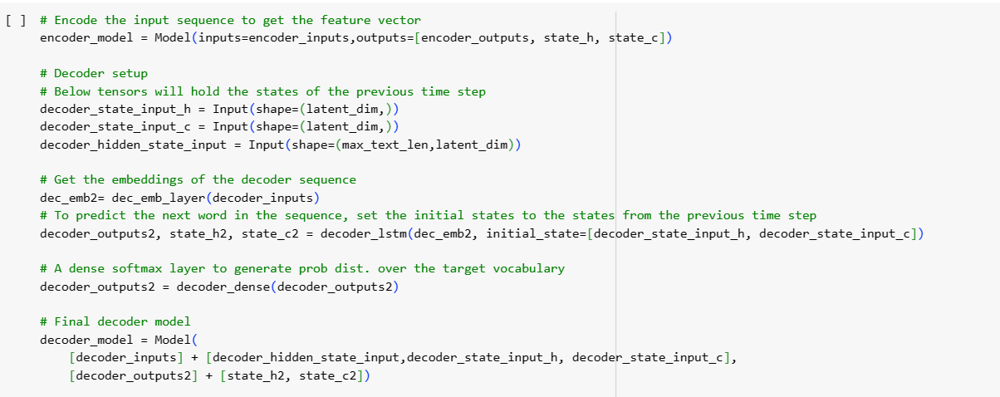 [ ] # Encode the input sequence to get the feature vector
encoder_model = Model(inputs=encoder_inputs,outputs=[encoder_outputs, state_h, state_c])
# Decoder setup
# Below tensors will hold the states of the previous time step
decoder_state_input_h = Input(shape=(latent_dim,))
decoder_state_input_c = Input(shape=(latent_dim,))
decoder_hidden_state_input = Input(shape=(max_text_len,latent_dim))
# Get the embeddings of the decoder sequence
dec_emb2= dec_emb_layer(decoder_inputs)
# To predict the next word in the sequence, set the initial states to the states from the previous time step
decoder_outputs2, state_h2, state_c2 = decoder_lstm(dec_emb2, initial_state=[decoder_state_input_h, decoder_state_input_c])
# A dense softmax layer to generate prob dist. over the target vocabulary
decoder_outputs2 = decoder_dense(decoder_outputs2)
# Final decoder model
decoder_model = Model(
[decoder_inputs] + [decoder_hidden_state_input,decoder_state_input_h, decoder_state_input_c],
[decoder_outputs2] + [state_h2, state_c2])